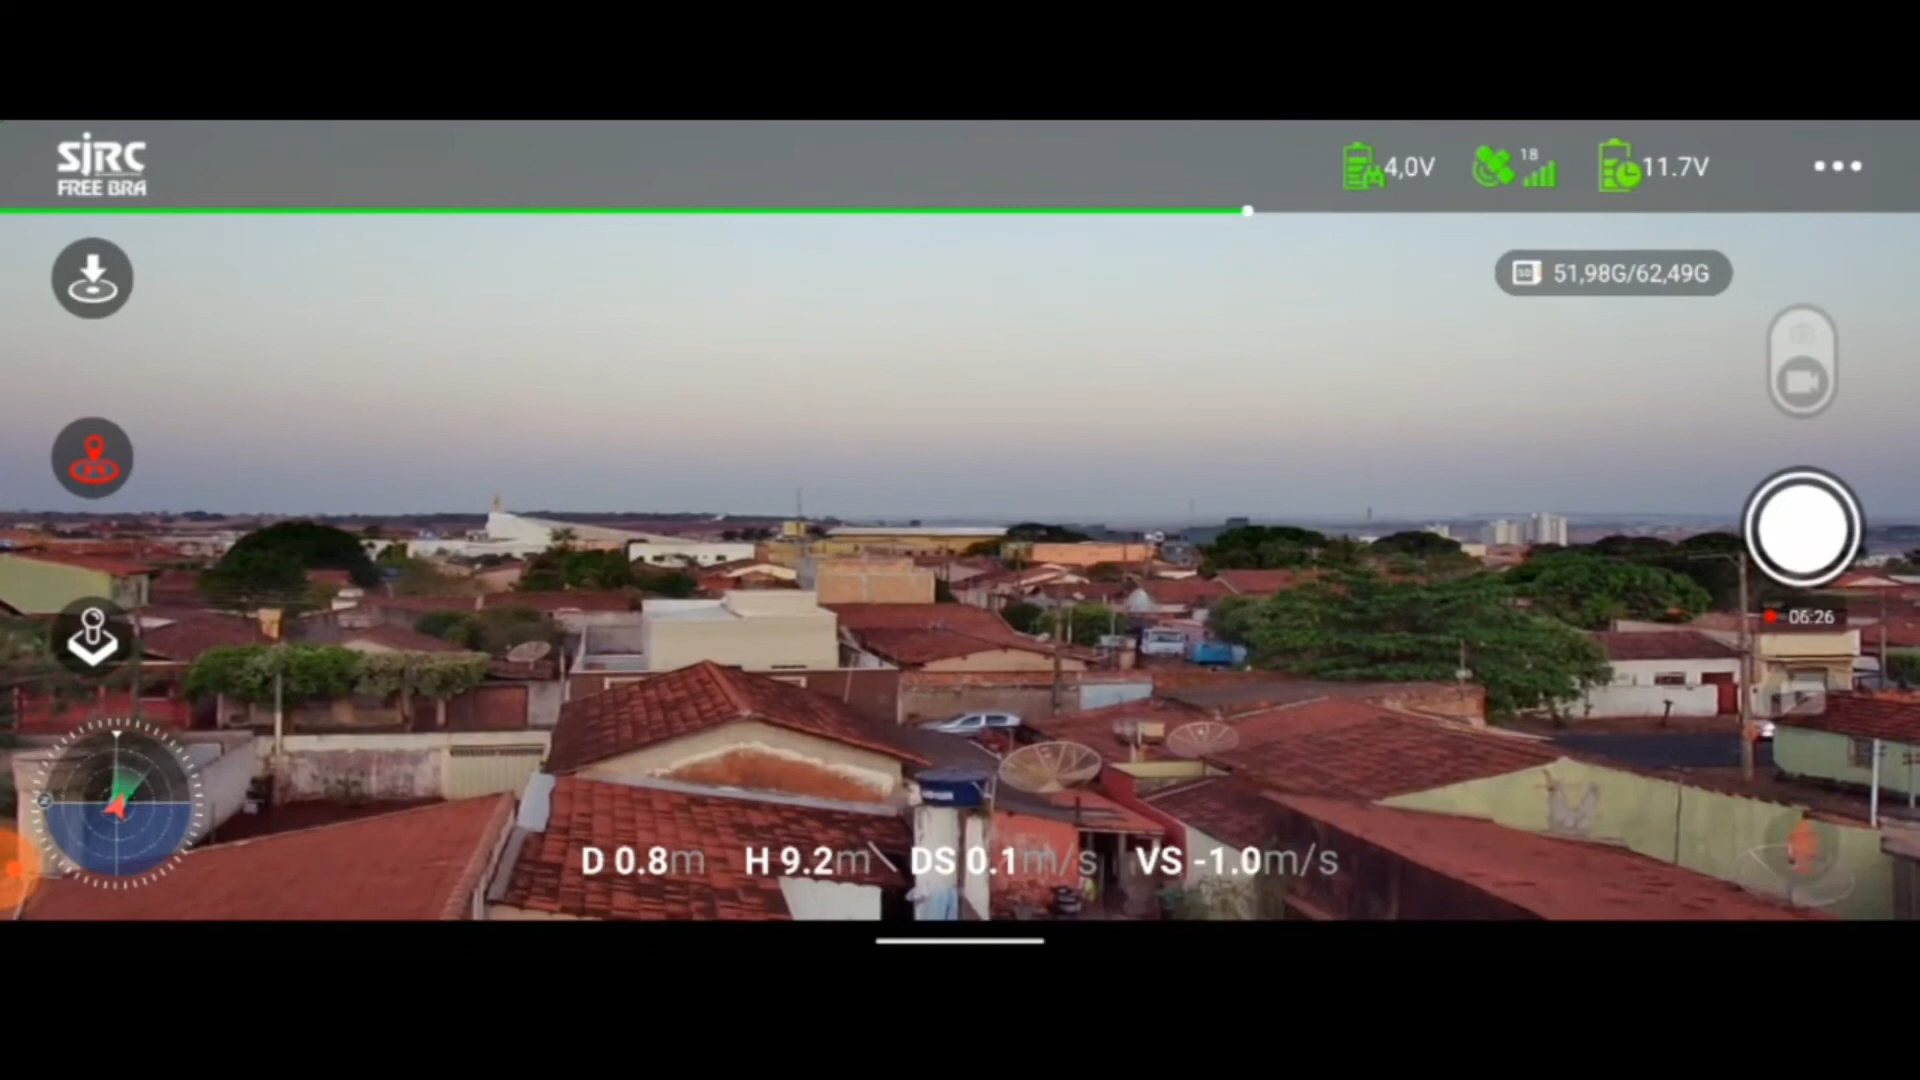 SJRC
FREE BRA
4,0V
18
11.7V
51,98G/62,49G
06:26
D 0.8m H 9.2m DS 0.1m/s VS -1.0m/s